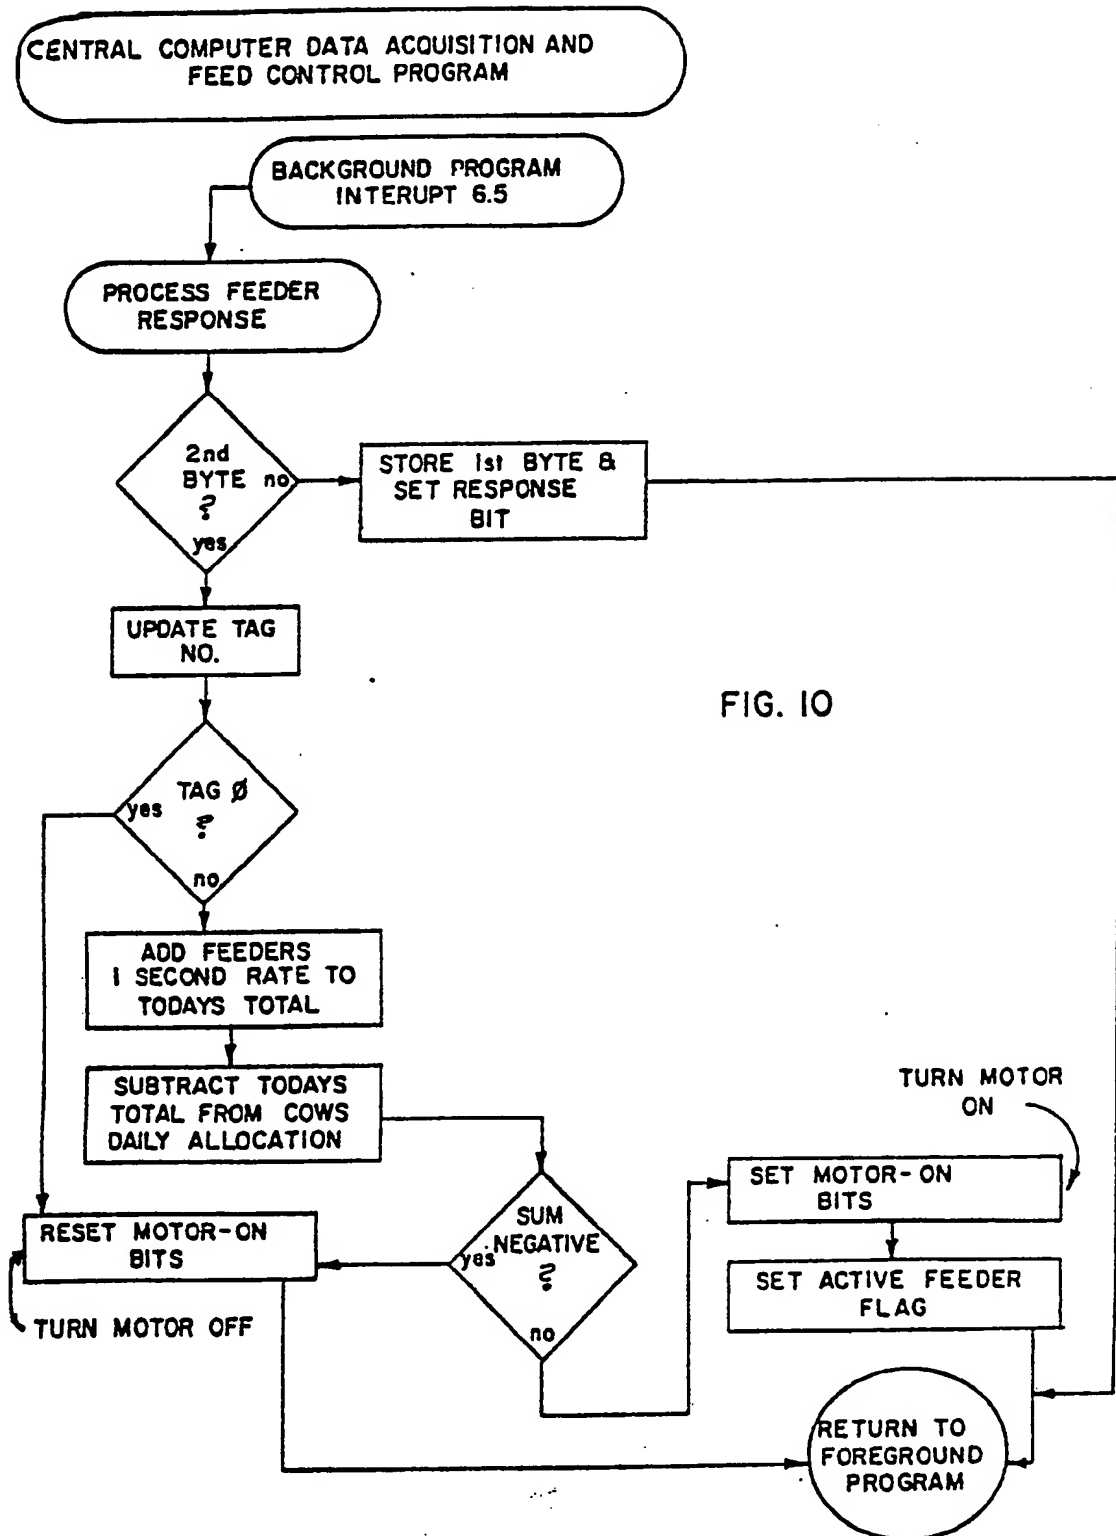 CENTRAL COMPUTER DATA ACQUISITION AND
FEED CONTROL PROGRAM
BACKGROUND PROGRAM
INTERUPT 6.5
PROCESS FEEDER
RESPONSE
2nd
BYTE no
?
yes
STORE 1st BYTE &
SET RESPONSE
BIT
UPDATE TAG
NO.
FIG. 10
TAG Ø
yes
?
no
ADD FEEDERS
1 SECOND RATE TO
TODAYS TOTAL
SUBTRACT TODAYS
TOTAL FROM COWS
DAILY ALLOCATION
TURN MOTOR
ON
SET MOTOR-ON
BITS
SUM
NEGATIVE
yes
?
no
RESET MOTOR-ON
BITS
SET ACTIVE FEEDER
FLAG
TURN MOTOR OFF
RETURN TO
FOREGROUND
PROGRAM